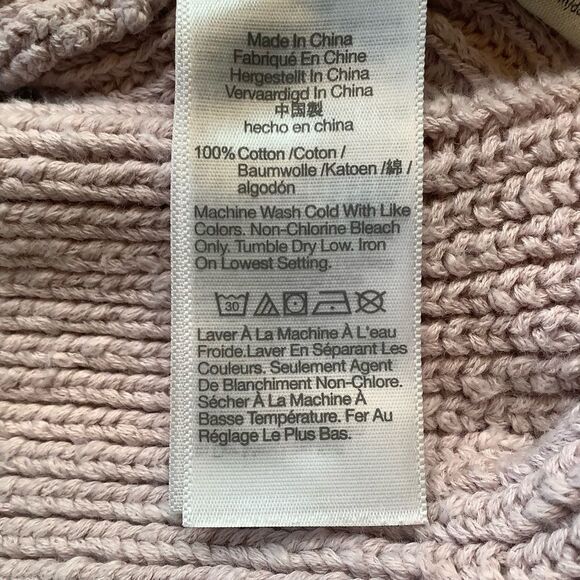 Made In China
Fabriqué En Chine
Hergestellt In China
Vervaardigd In China
中国製
hecho en china
100% Cotton /Coton /
Baumwolle /Katoen /綿 /
algodón
Machine Wash Cold With Like
Colors. Non-Chlorine Bleach
Only. Tumble Dry Low. Iron
On Lowest Setting.
30
Laver À La Machine À L'eau
Froide.Laver En Séparant Les
Couleurs. Seulement Agent
De Blanchiment Non-Chlore.
Sécher À La Machine À
Basse Température. Fer Au
Réglage Le Plus Bas.